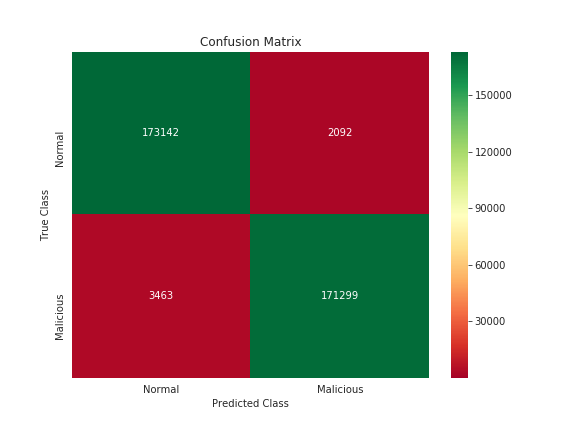 Confusion Matrix
True Class
Normal
173142
2092
Malicious
3463
171299
Normal
Malicious
Predicted Class
150000
120000
90000
60000
30000